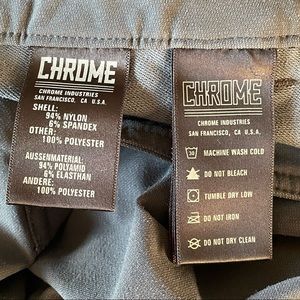 CHROME
CHROME INDUSTRIES
SAN FRANCISCO, CA U.S.A.
SHELL:
94% NYLON
6% SPANDEX
OTHER:
100% POLYESTER
AUSSENMATERIAL:
94% POLYAMID
6% ELASTHAN
ANDERE:
100% POLYESTER
CHROME
CHROME INDUSTRIES
SAN FRANCISCO, CA U.S.A.
30 MACHINE WASH COLD
DO NOT BLEACH
TUMBLE DRY LOW
DO NOT IRON
DO NOT DRY CLEAN